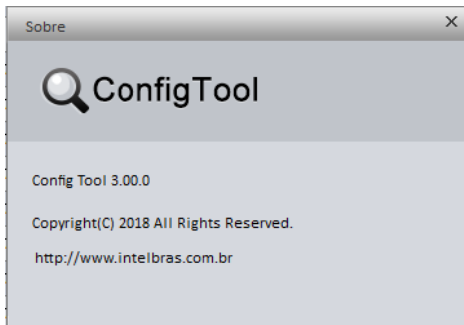 Sobre
ConfigTool
Config Tool 3.00.0
Copyright(C) 2018 All Rights Reserved.
http://www.intelbras.com.br